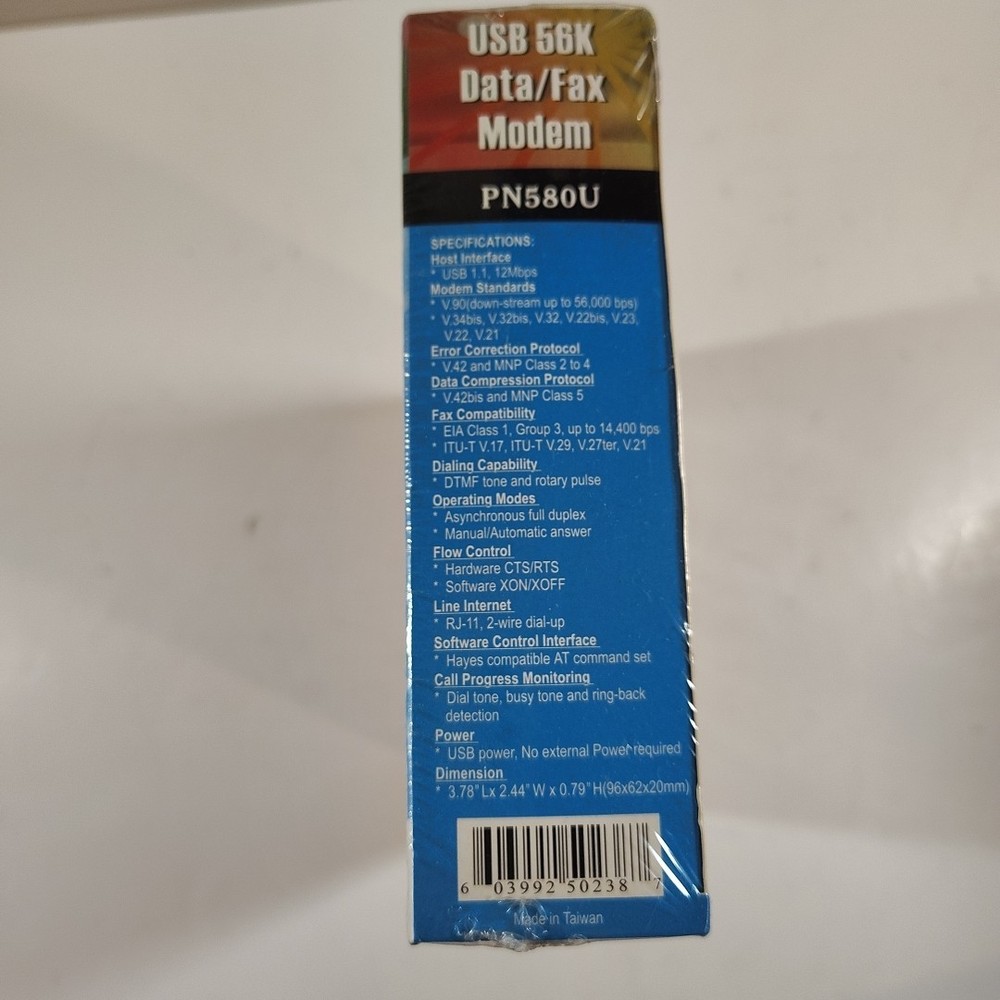 USB 56K
Data/Fax
Modem
PN580U
SPECIFICATIONS:
Host Interface
* USB 1.1, 12Mbps
Modem Standards
* V.90(down-stream up to 56,000 bps)
* V.34bis, V.32bis, V.32, V.22bis, V.23,
V.22, V.21
Error Correction Protocol
* V.42 and MNP Class 2 to 4
Data Compression Protocol
* V.42bis and MNP Class 5
Fax Compatibility
* EIA Class 1, Group 3, up to 14,400 bps
* ITU-T V.17, ITU-T V.29, V.27ter, V.21
Dialing Capability
* DTMF tone and rotary pulse
Operating Modes
* Asynchronous full duplex
* Manual/Automatic answer
Flow Control
* Hardware CTS/RTS
* Software XON/XOFF
Line Internet
* RJ-11, 2-wire dial-up
Software Control Interface
* Hayes compatible AT command set
Call Progress Monitoring
* Dial tone, busy tone and ring-back
detection
Power
* USB power, No external Power required
Dimension
* 3.78" Lx 2.44" W x 0.79" H(96x62x20mm)
6 03992 50238 7
Made in Taiwan